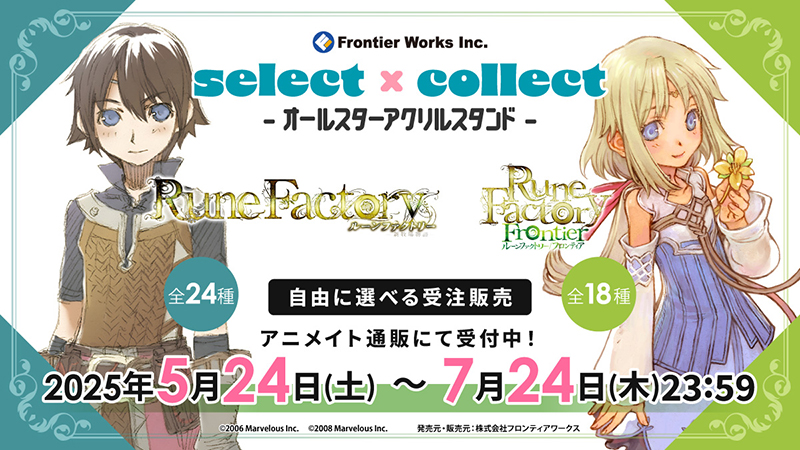 Frontier Works Inc.
select × collect
- オールスターアクリルスタンド -
Rune Factory
ルーンファクトリー
Rune
Factory
Frontier
ルーンファクトリー フロンティア
全24種
自由に選べる受注販売
全18種
アニメイト通販にて受付中！
2025年5月24日(土) ～ 7月24日(木)23:59
©2006 Marvelous Inc. ©2008 Marvelous Inc. 発売元・販売元：株式会社フロンティアワークス